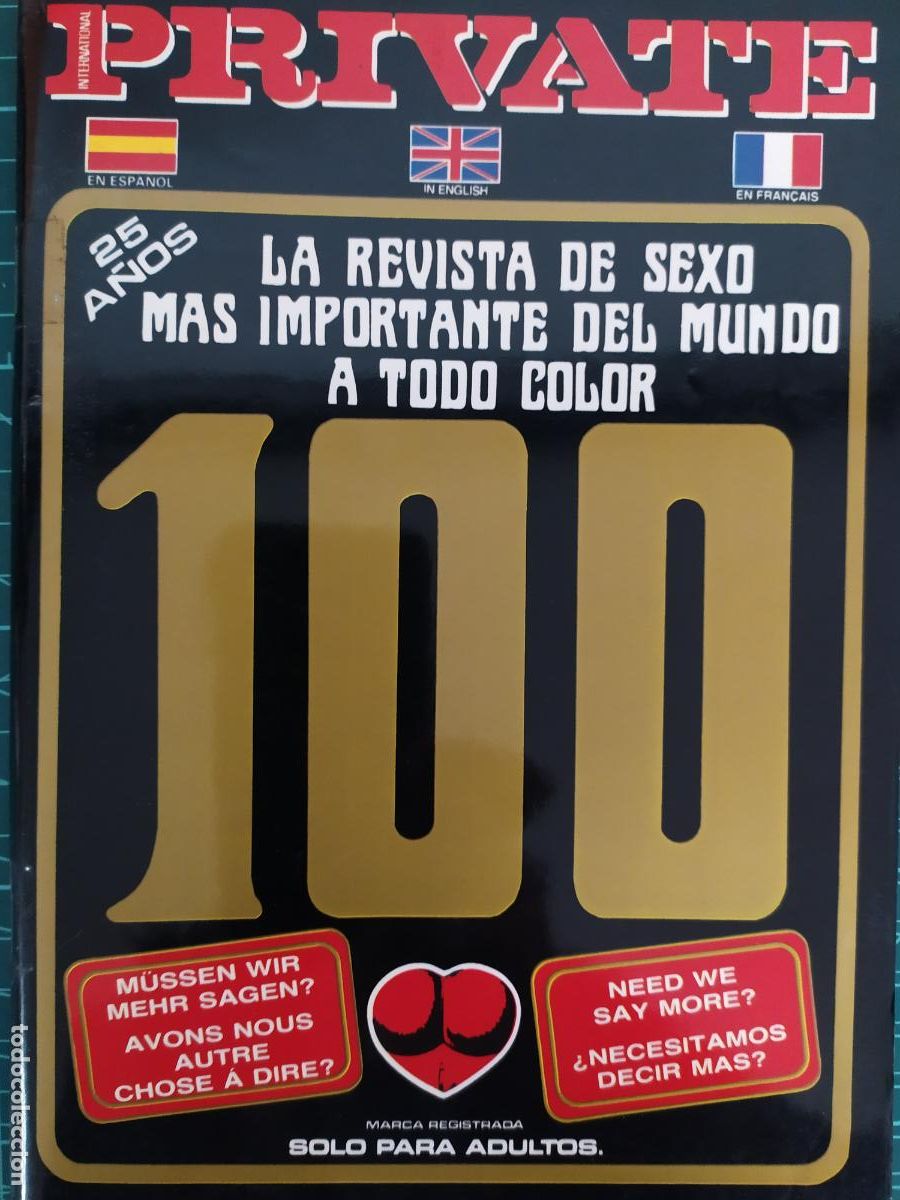 INTERNATIONAL
PRIVATE
EN ESPAÑOL
IN ENGLISH
EN FRANÇAIS
25
AÑOS
LA REVISTA DE SEXO
MAS IMPORTANTE DEL MUNDO
A TODO COLOR
100
MÜSSEN WIR
MEHR SAGEN?
AVONS NOUS
AUTRE
CHOSE Á DIRE?
NEED WE
SAY MORE?
¿NECESITAMOS
DECIR MAS?
MARCA REGISTRADA
SOLO PARA ADULTOS.
todocoleccion